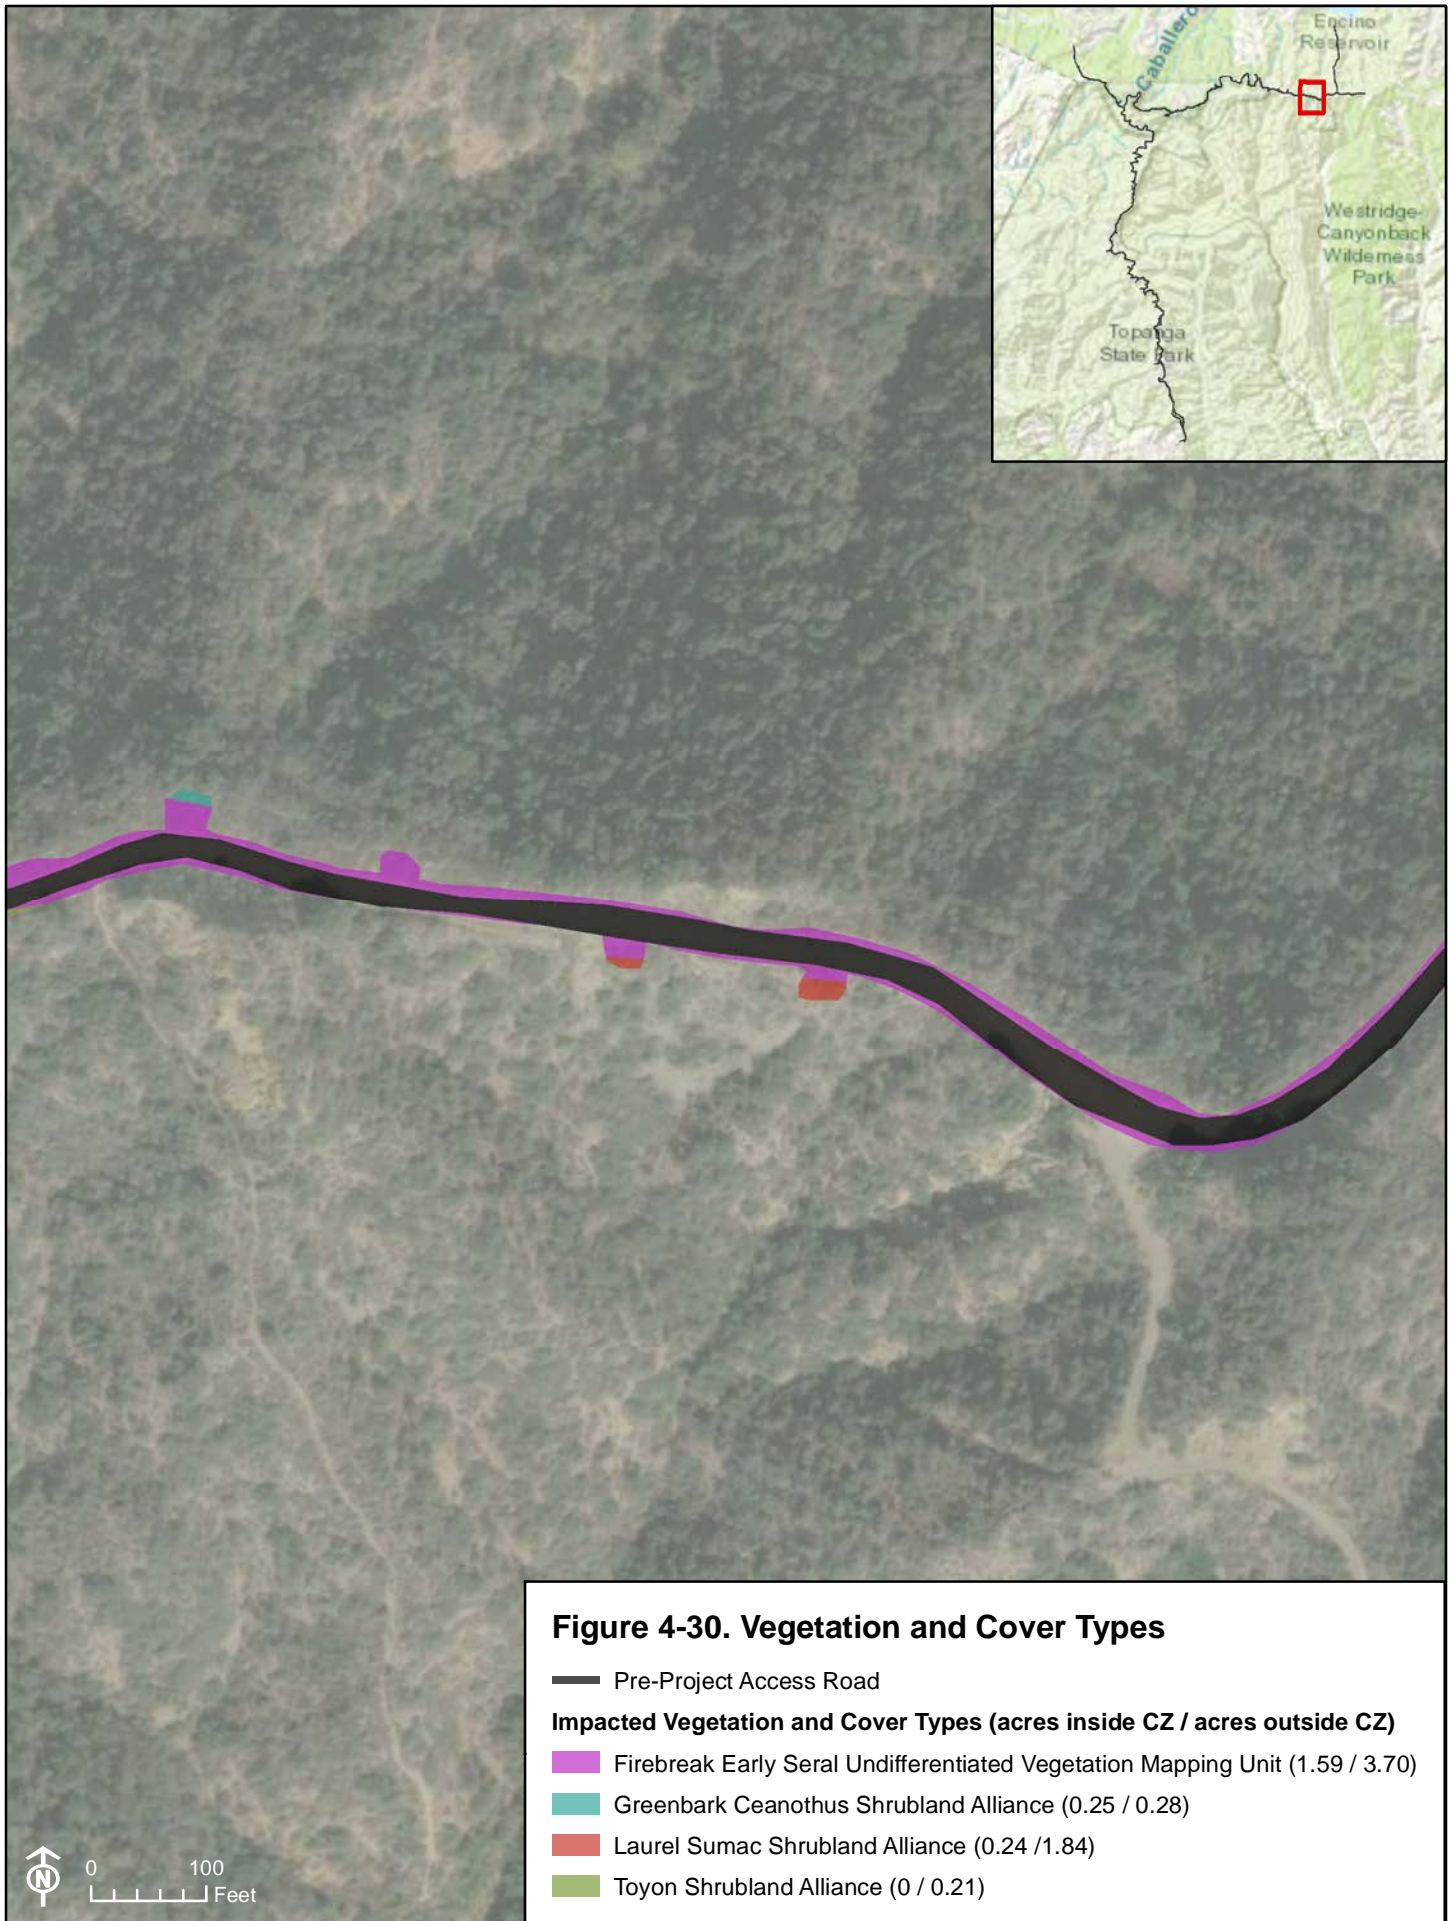 Caballero
Encino
Reservoir
Westridge-
Canyonback
Wilderness
Park
Topanga
State Park
Figure 4-30. Vegetation and Cover Types
Pre-Project Access Road
Impacted Vegetation and Cover Types (acres inside CZ / acres outside CZ)
Firebreak Early Seral Undifferentiated Vegetation Mapping Unit (1.59 / 3.70)
Greenbark Ceanothus Shrubland Alliance (0.25 / 0.28)
Laurel Sumac Shrubland Alliance (0.24 /1.84)
Toyon Shrubland Alliance (0 / 0.21)
N
0 100
Feet